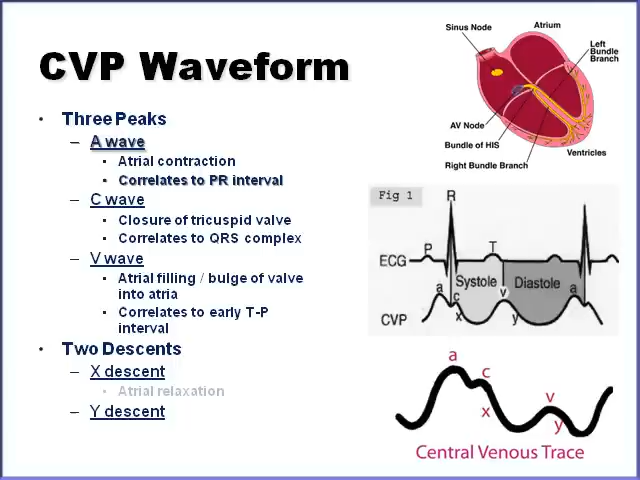 CVP Waveform
• Three Peaks
– A wave
• Atrial contraction
• Correlates to PR interval
– C wave
• Closure of tricuspid valve
• Correlates to QRS complex
– V wave
• Atrial filling / bulge of valve
into atria
• Correlates to early T-P
interval
• Two Descents
– X descent
• Atrial relaxation
– Y descent
Sinus Node
Atrium
Left
Bundle
Branch
AV Node
Bundle of HIS
Right Bundle Branch
Ventricles
Fig 1
R
P
T
ECG
Systole
Diastole
a
c
v
a
x
y
CVP
a
c
x
v
y
Central Venous Trace